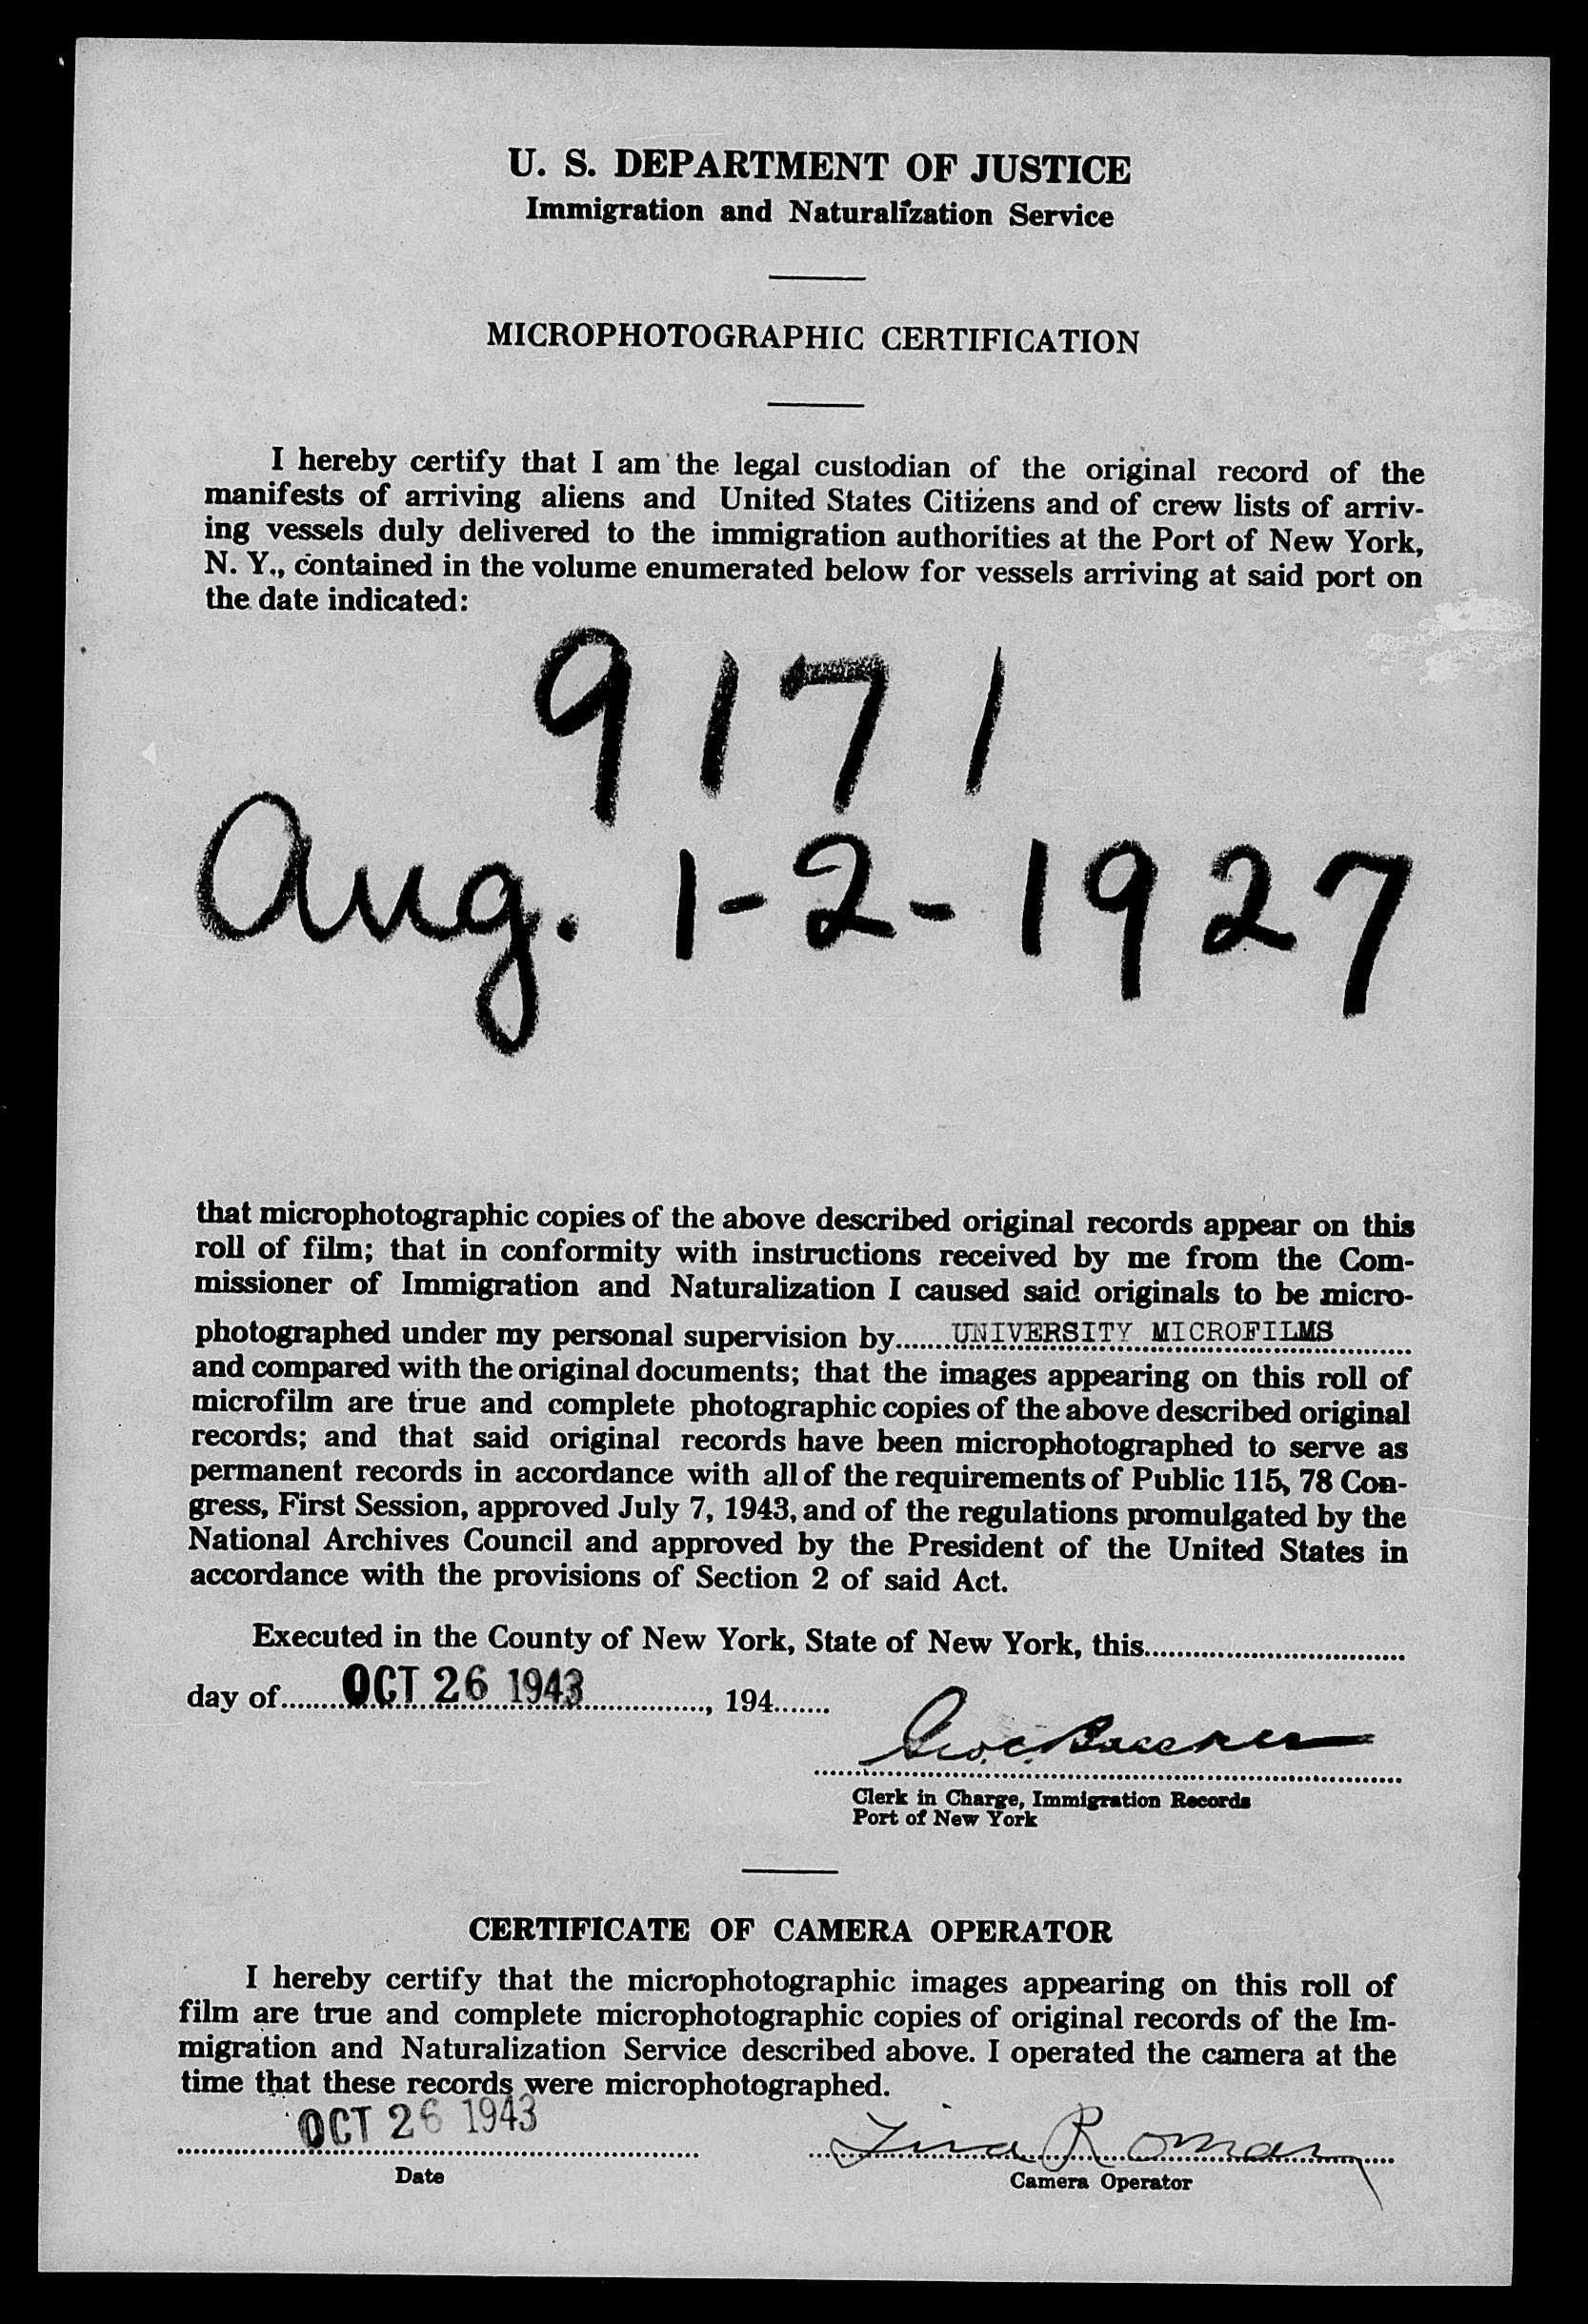 U. S. DEPARTMENT OF JUSTICE
Immigration and Naturalization Service
MICROPHOTOGRAPHIC CERTIFICATION
I hereby certify that I am the legal custodian of the original record of the
manifests of arriving aliens and United States Citizens and of crew lists of arriv-
ing vessels duly delivered to the immigration authorities at the Port of New York,
N. Y., contained in the volume enumerated below for vessels arriving at said port on
the date indicated:
9171
Aug. 1-2-1927
that microphotographic copies of the above described original records appear on this
roll of film; that in conformity with instructions received by me from the Com-
missioner of Immigration and Naturalization I caused said originals to be micro-
photographed under my personal supervision by UNIVERSITY MICROFILMS
and compared with the original documents; that the images appearing on this roll of
microfilm are true and complete photographic copies of the above described original
records; and that said original records have been microphotographed to serve as
permanent records in accordance with all of the requirements of Public 115, 78 Con-
gress, First Session, approved July 7, 1943, and of the regulations promulgated by the
National Archives Council and approved by the President of the United States in
accordance with the provisions of Section 2 of said Act.
Executed in the County of New York, State of New York, this
day of OCT 26 1943, 194
Geo. C.
Clerk in Charge, Immigration Records
Port of New York
CERTIFICATE OF CAMERA OPERATOR
I hereby certify that the microphotographic images appearing on this roll of
film are true and complete microphotographic copies of original records of the Im-
migration and Naturalization Service described above. I operated the camera at the
time that these records were microphotographed.
OCT 26 1943
Roman
Date
Camera Operator